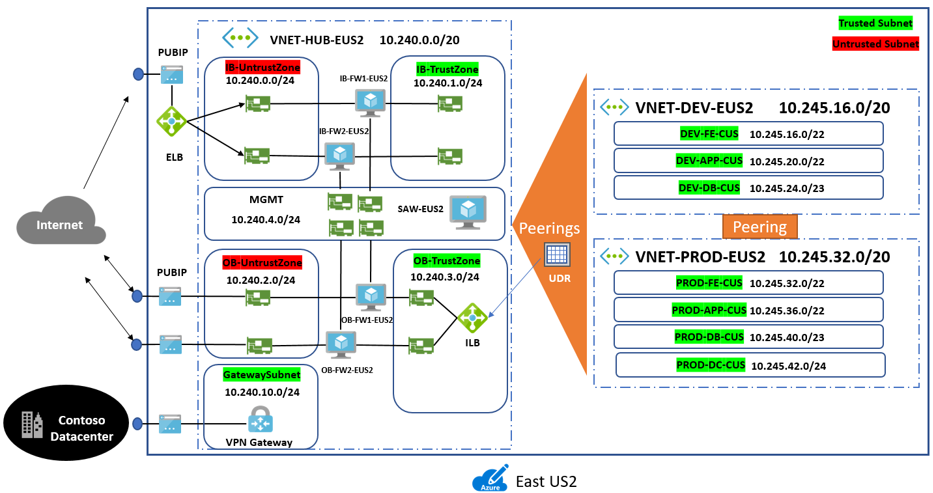 Trusted Subnet
Untrusted Subnet
VNET-HUB-EUS2 10.240.0.0/20
PUBIP
ELB
IB-UntrustZone
10.240.0.0/24
IB-FW1-EUS2
IB-FW2-EUS2
IB-TrustZone
10.240.1.0/24
MGMT
10.240.4.0/24
SAW-EUS2
Internet
PUBIP
OB-UntrustZone
10.240.2.0/24
OB-FW1-EUS2
OB-FW2-EUS2
OB-TrustZone
10.240.3.0/24
ILB
GatewaySubnet
10.240.10.0/24
VPN Gateway
PUBIP
Contoso
Datacenter
Peerings
UDR
VNET-DEV-EUS2 10.245.16.0/20
DEV-FE-CUS 10.245.16.0/22
DEV-APP-CUS 10.245.20.0/22
DEV-DB-CUS 10.245.24.0/23
Peering
VNET-PROD-EUS2 10.245.32.0/20
PROD-FE-CUS 10.245.32.0/22
PROD-APP-CUS 10.245.36.0/22
PROD-DB-CUS 10.245.40.0/23
PROD-DC-CUS 10.245.42.0/24
Azure
East US2